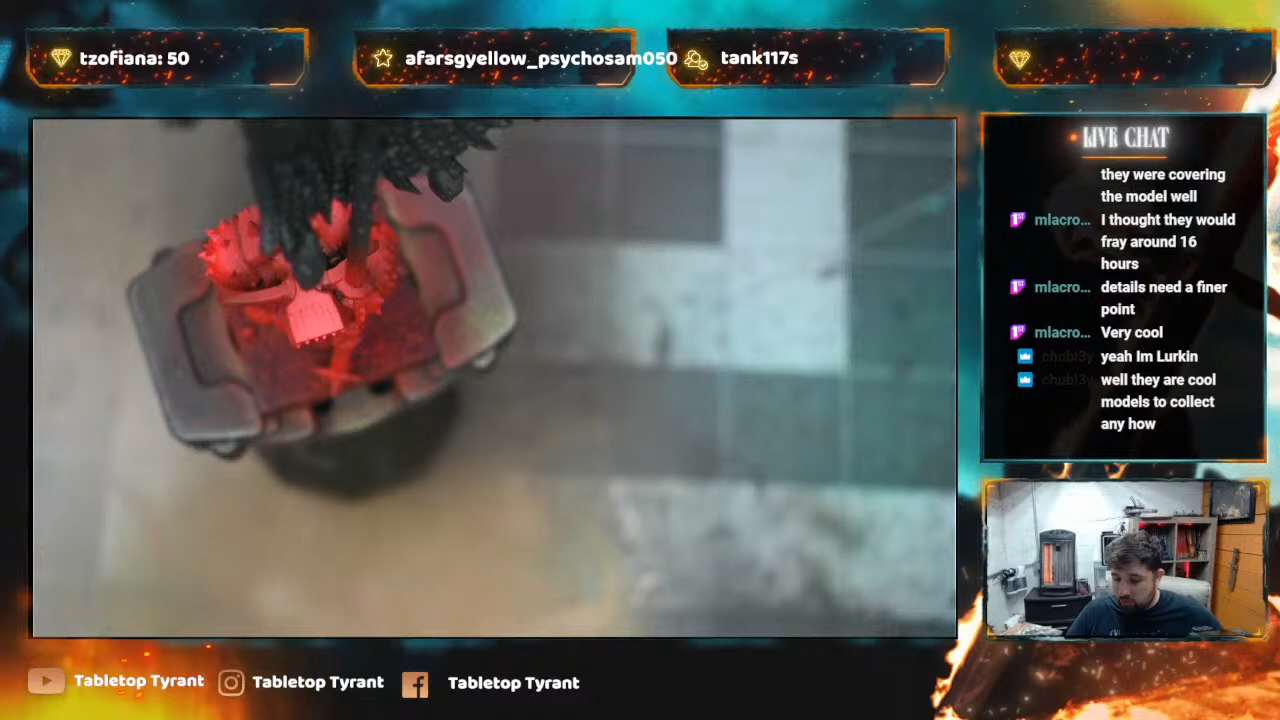 tzofiana: 50
afarsgyellow_psychosam050
tank117s
LIVE CHAT
they were covering
the model well
mlacro... I thought they would
fray around 16
hours
mlacro... details need a finer
point
mlacro... Very cool
chubl3y yeah Im Lurkin
chubl3y well they are cool
models to collect
any how
Tabletop Tyrant
Tabletop Tyrant
Tabletop Tyrant